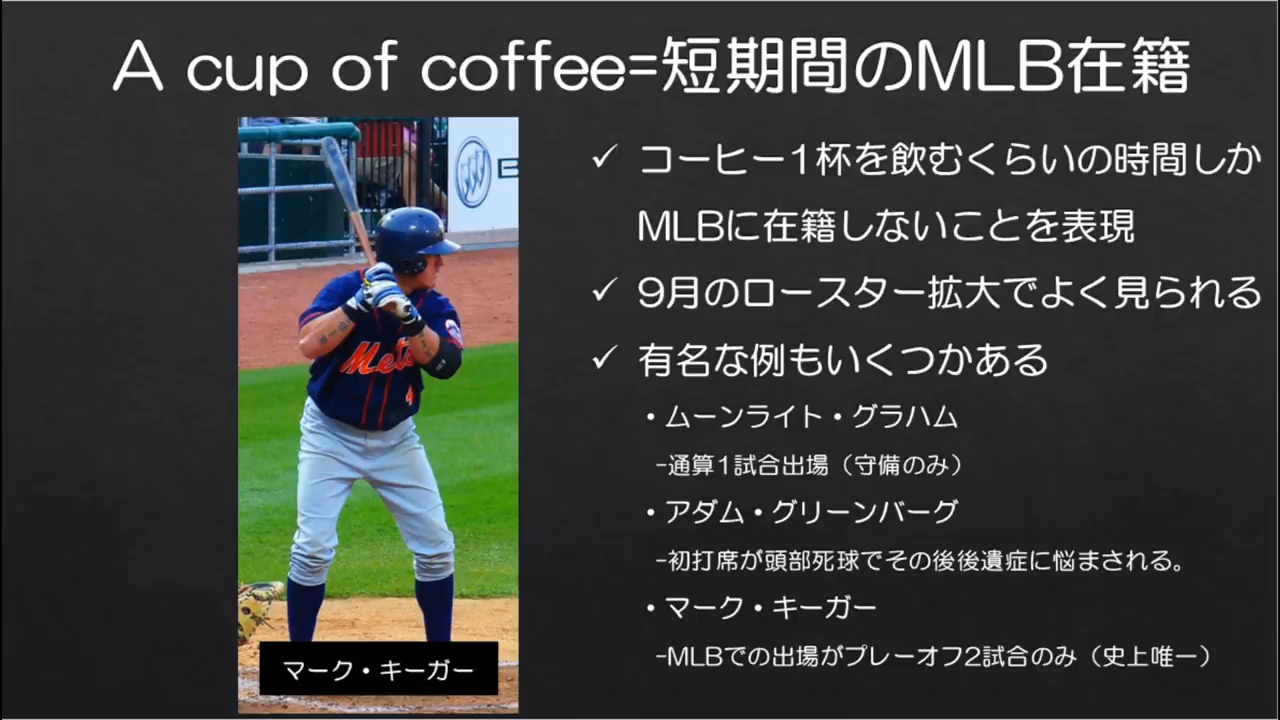 A cup of coffee=短期間のMLB在籍
✓ コーヒー1杯を飲むくらいの時間しか
MLBに在籍しないことを表現
✓ 9月のロースター拡大でよく見られる
✓ 有名な例もいくつかある
・ムーンライト・グラハム
-通算1試合出場（守備のみ）
・アダム・グリーンバーグ
-初打席が頭部死球でその後後遺症に悩まされる。
・マーク・キーガー
-MLBでの出場がプレーオフ2試合のみ（史上唯一）
B
Mets
4
マーク・キーガー